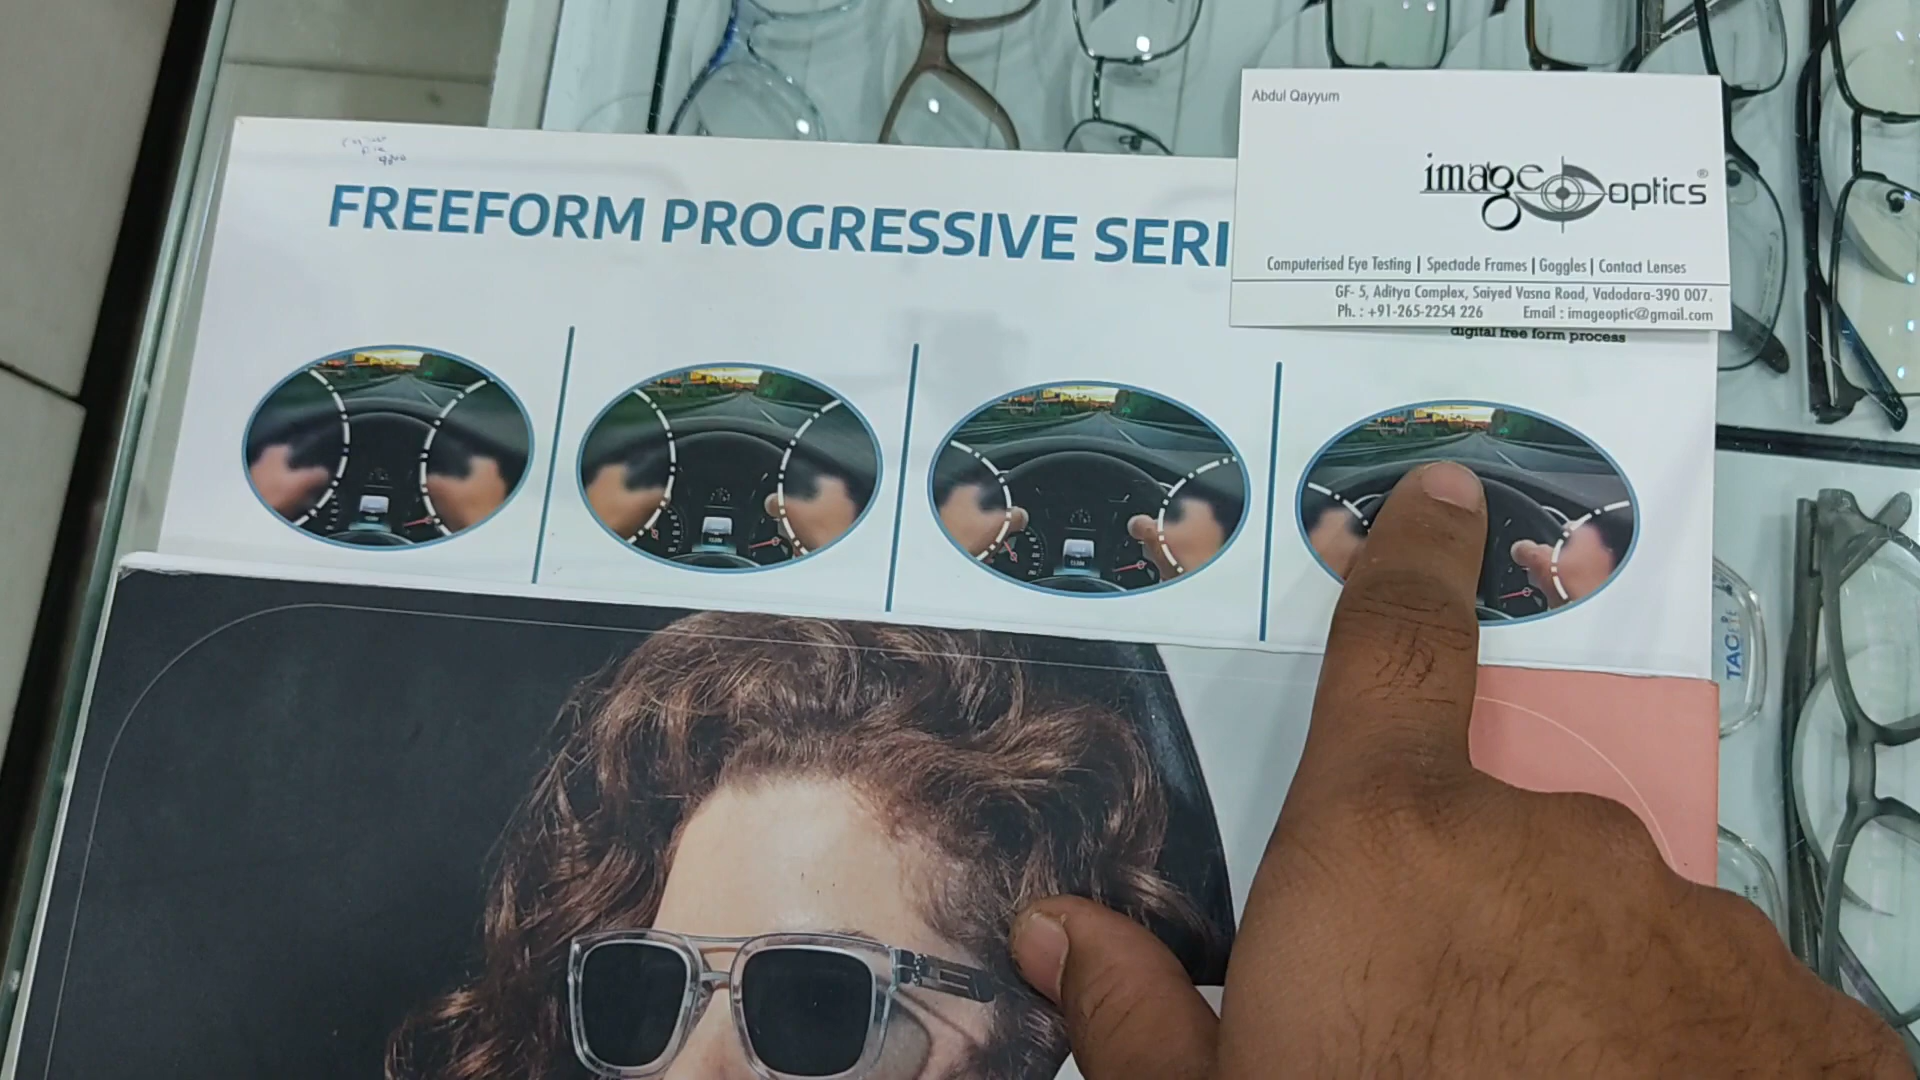 FREEFORM PROGRESSIVE SERI
Abdul Qayyum
image optics®
Computerised Eye Testing | Spectacle Frames | Goggles | Contact Lenses
GF- 5, Aditya Complex, Saiyed Vasna Road, Vadodara-390 007.
Ph. : +91-265-2254 226 Email : imageoptic@gmail.com
digital free form process